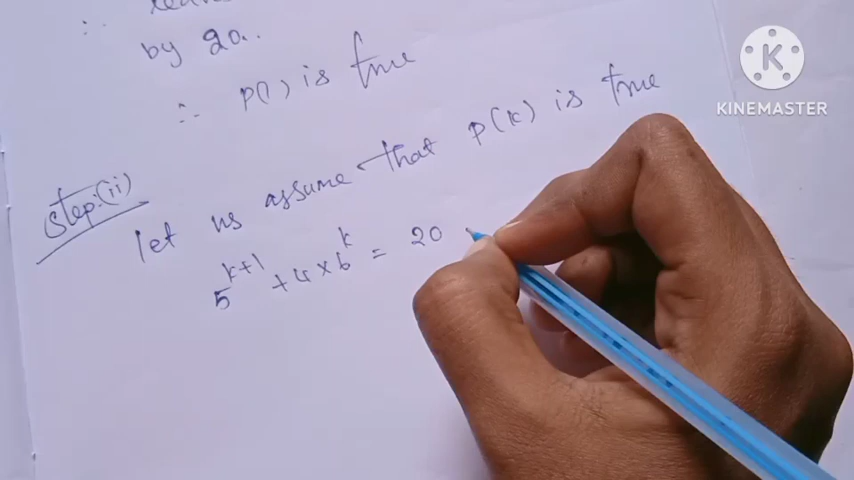 ∴
by 20.
∴ P(1) is true
Step:(ii)
let us assume that P(k) is true
5^{k+1} + 4 × 6^k = 20
KINEMASTER